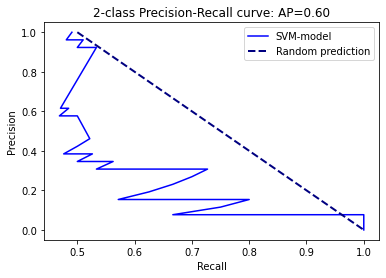 2-class Precision-Recall curve: AP=0.60
SVM-model
Random prediction
Precision
1.0
0.8
0.6
0.4
0.2
0.0
0.5 0.6 0.7 0.8 0.9 1.0
Recall